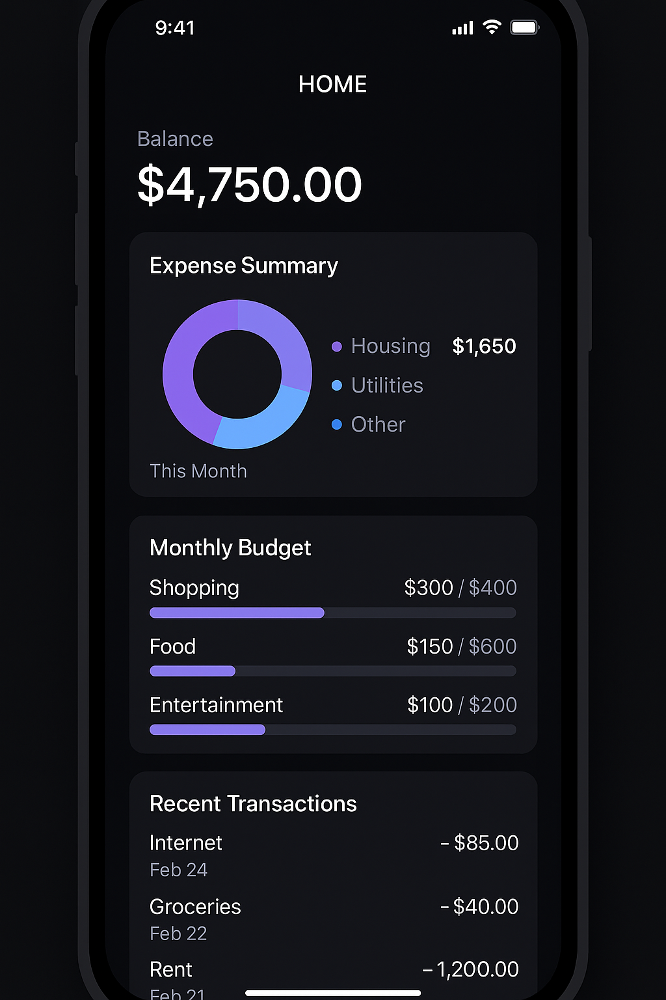 9:41
HOME
Balance
$4,750.00
Expense Summary
Housing $1,650
Utilities
Other
This Month
Monthly Budget
Shopping $300 / $400
Food $150 / $600
Entertainment $100 / $200
Recent Transactions
Internet -$85.00
Feb 24
Groceries -$40.00
Feb 22
Rent -1,200.00
Feb 21